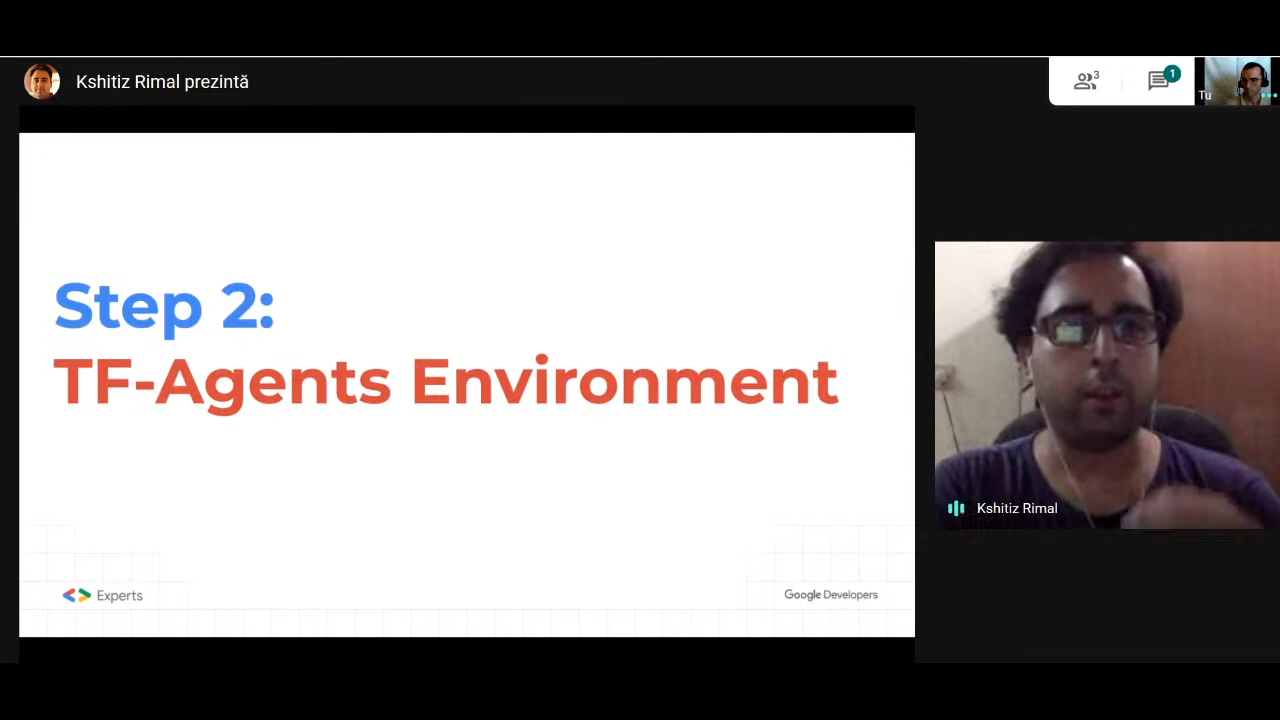 Kshitiz Rimal prezintă
3
1
Tu
Step 2:
TF-Agents Environment
Kshitiz Rimal
Experts
Google Developers